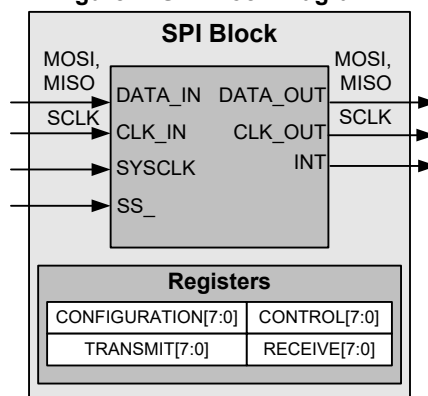 SPI Block
MOSI,
MISO
SCLK
DATA_IN DATA_OUT
CLK_IN CLK_OUT
SYSCLK INT
SS_
MOSI,
MISO
SCLK
Registers
CONFIGURATION[7:0] CONTROL[7:0]
TRANSMIT[7:0] RECEIVE[7:0]